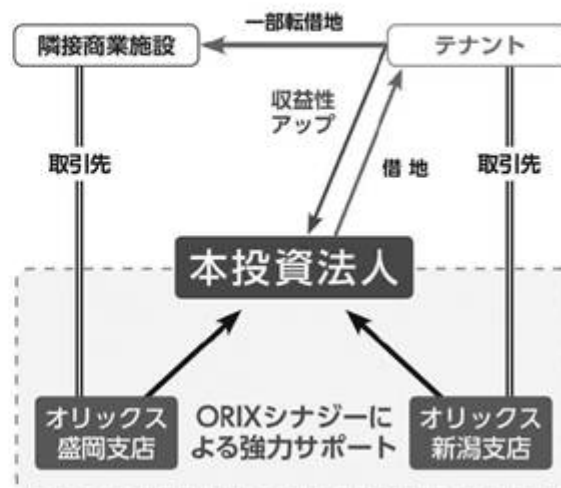 一部転借地
隣接商業施設
テナント
収益性
アップ
取引先
借地
取引先
本投資法人
オリックス
盛岡支店
ORIXシナジーに
よる強力サポート
オリックス
新潟支店